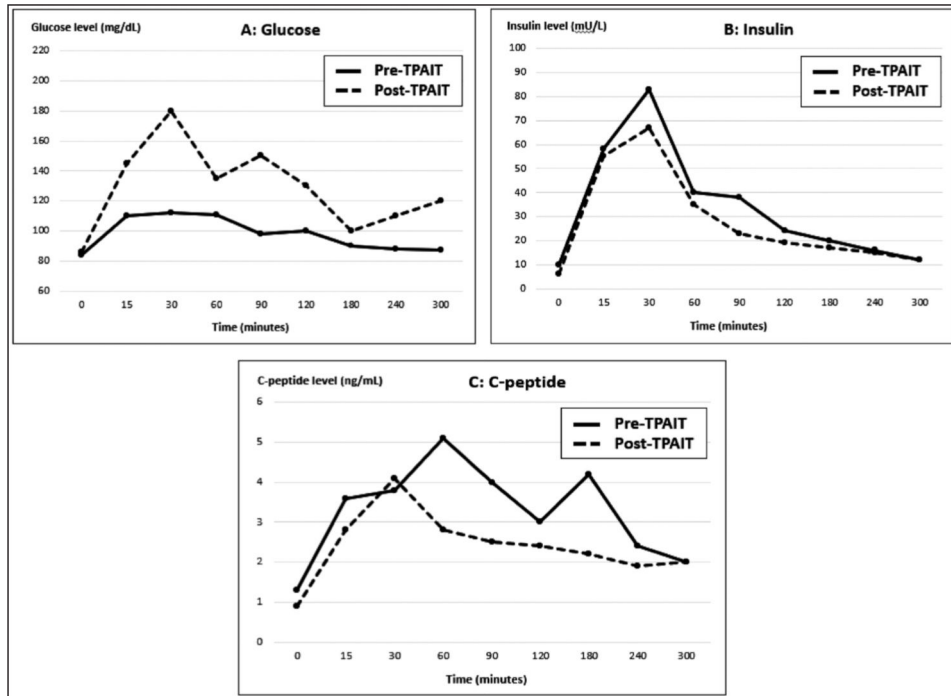 Glucose level (mg/dL)
A: Glucose
220
200
180
160
140
120
100
80
60
Pre-TPAIT
Post-TPAIT
0 15 30 60 90 120 180 240 300
Time (minutes)
Insulin level (mU/L)
B: Insulin
100
90
80
70
60
50
40
30
20
10
0
Pre-TPAIT
Post-TPAIT
0 15 30 60 90 120 180 240 300
Time (minutes)
C-peptide level (ng/mL)
C: C-peptide
6
5
4
3
2
1
0
Pre-TPAIT
Post-TPAIT
0 15 30 60 90 120 180 240 300
Time (minutes)